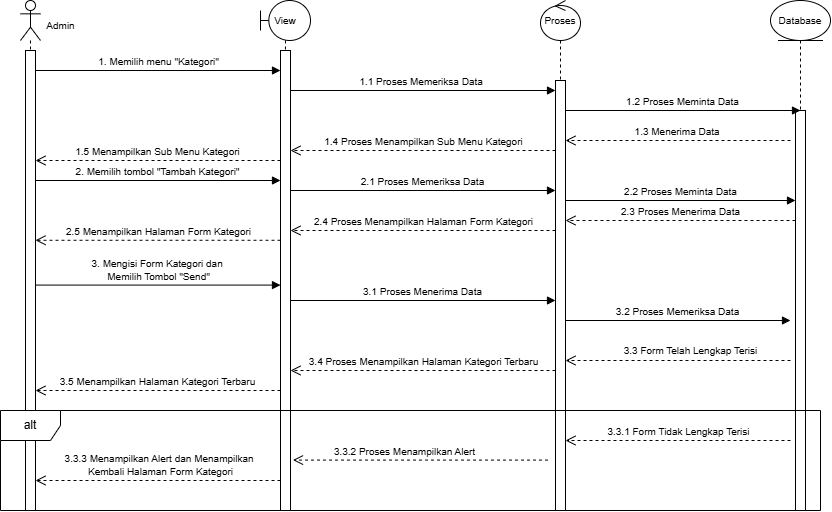 Admin
View
Proses
Database
1. Memilih menu "Kategori"
1.1 Proses Memeriksa Data
1.2 Proses Meminta Data
1.3 Menerima Data
1.4 Proses Menampilkan Sub Menu Kategori
1.5 Menampilkan Sub Menu Kategori
2. Memilih tombol "Tambah Kategori"
2.1 Proses Memeriksa Data
2.2 Proses Meminta Data
2.3 Proses Menerima Data
2.4 Proses Menampilkan Halaman Form Kategori
2.5 Menampilkan Halaman Form Kategori
3. Mengisi Form Kategori dan
Memilih Tombol "Send"
3.1 Proses Menerima Data
3.2 Proses Memeriksa Data
3.3 Form Telah Lengkap Terisi
3.4 Proses Menampilkan Halaman Kategori Terbaru
3.5 Menampilkan Halaman Kategori Terbaru
alt
3.3.1 Form Tidak Lengkap Terisi
3.3.2 Proses Menampilkan Alert
3.3.3 Menampilkan Alert dan Menampilkan
Kembali Halaman Form Kategori